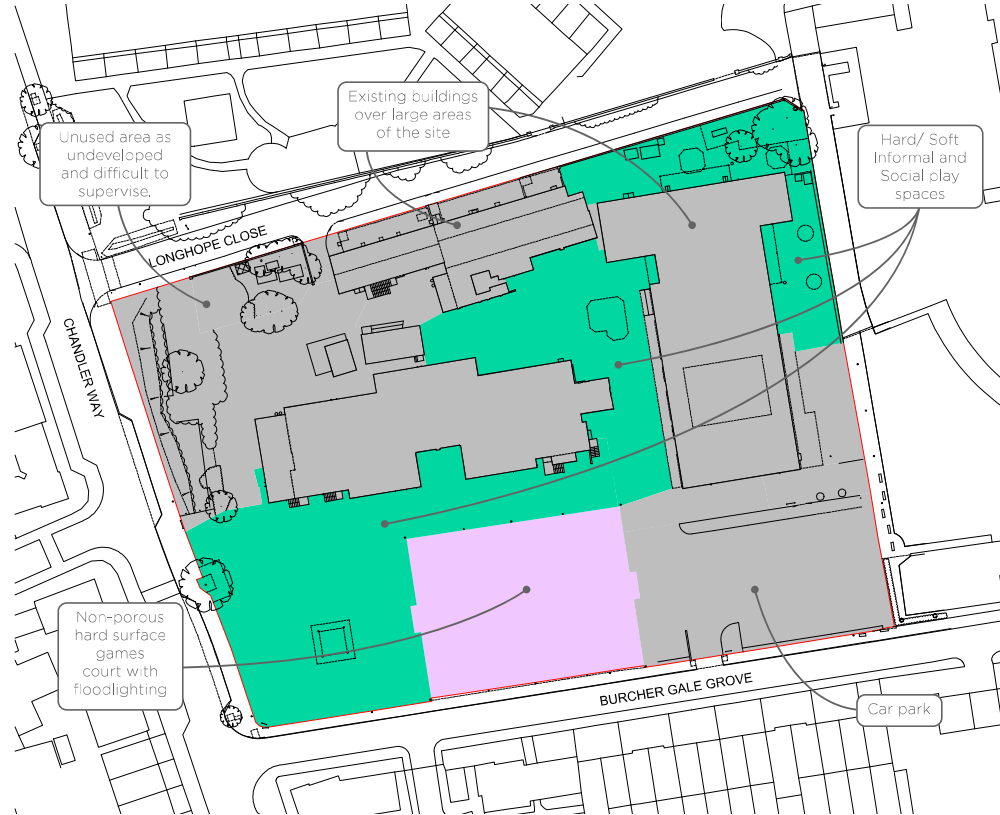 Existing buildings
over large areas
of the site
Unused area as
undeveloped
and difficult to
supervise.
Hard/ Soft
Informal and
Social play
spaces
LONGHOPE CLOSE
CHANDLER WAY
Non-porous
hard surface
games
court with
floodlighting
BURCHER GALE GROVE
Car park